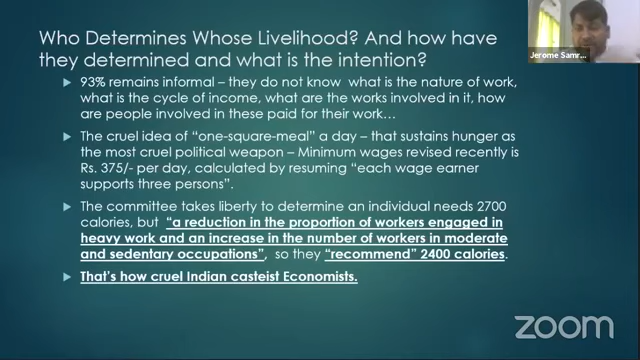 Who Determines Whose Livelihood? And how have
they determined and what is the intention?
93% remains informal – they do not know what is the nature of work,
what is the cycle of income, what are the works involved in it, how
are people involved in these paid for their work…
The cruel idea of “one-square-meal” a day – that sustains hunger as
the most cruel political weapon – Minimum wages revised recently is
Rs. 375/- per day, calculated by resuming “each wage earner
supports three persons”.
The committee takes liberty to determine an individual needs 2700
calories, but “a reduction in the proportion of workers engaged in
heavy work and an increase in the number of workers in moderate
and sedentary occupations”, so they “recommend” 2400 calories.
That’s how cruel Indian casteist Economists.
Jerome Samr...
zoom